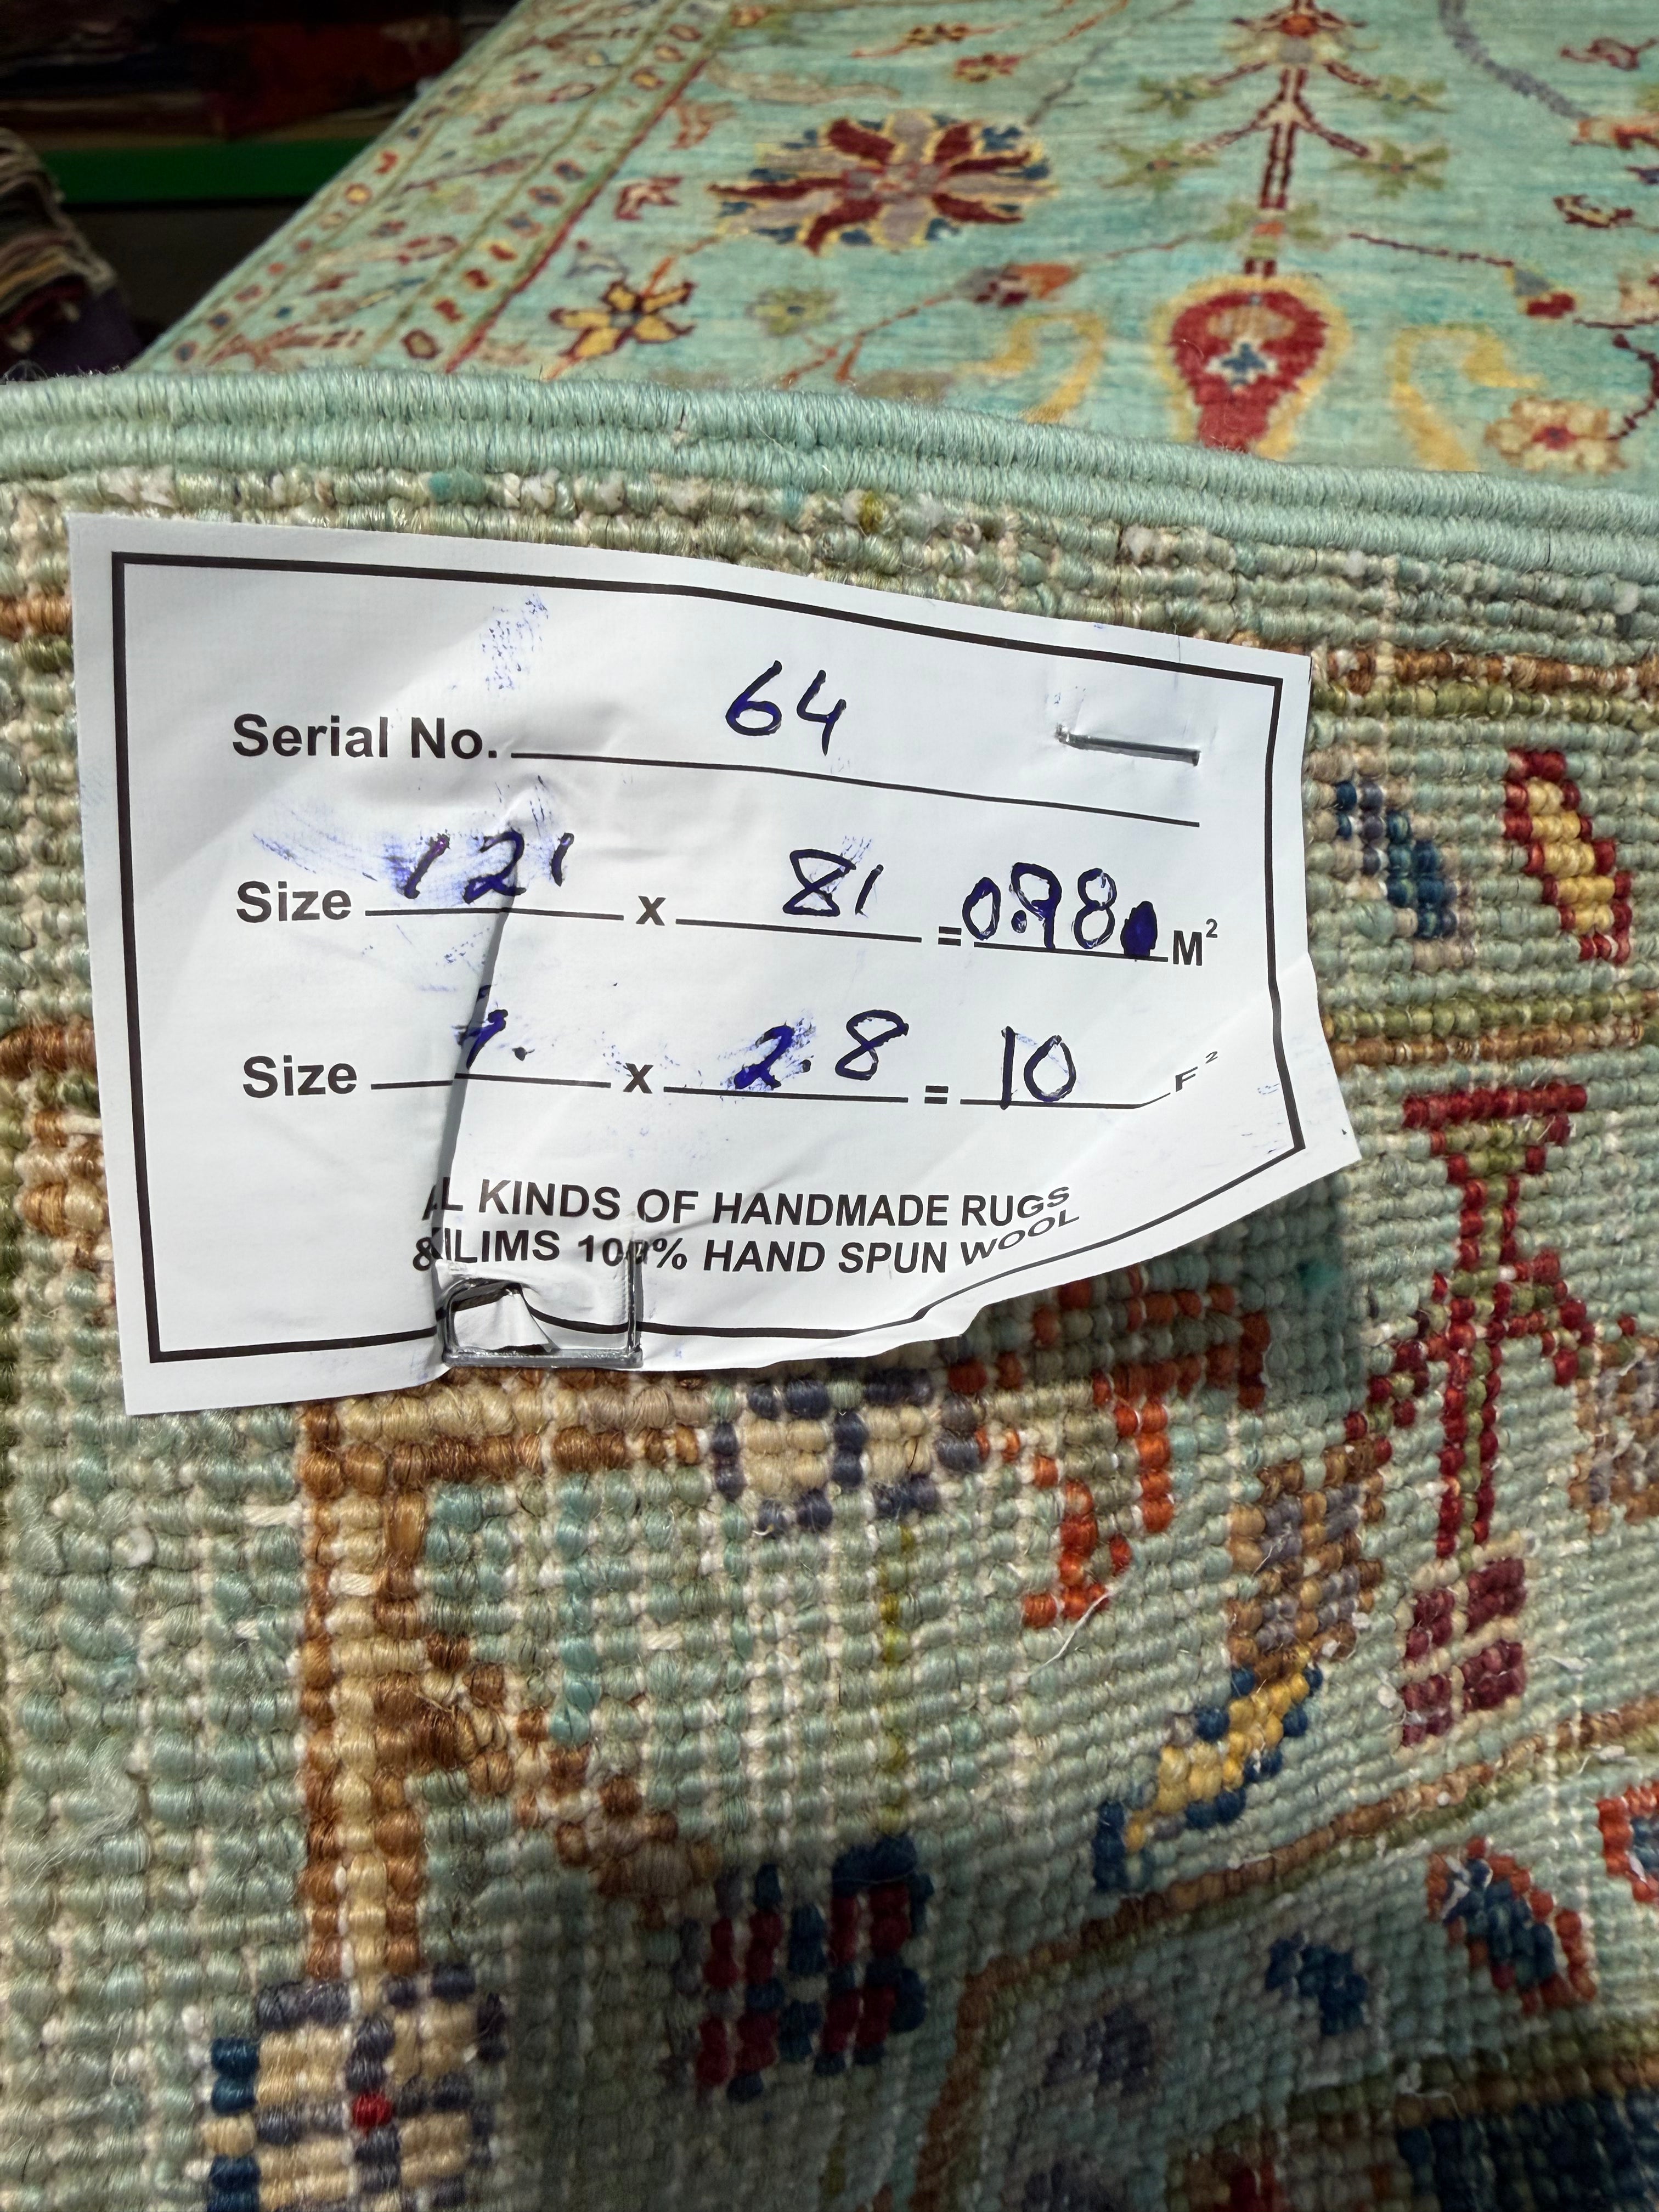 Serial No. 64
Size 121 x 81 = 0.98 M²
Size x 2.8 = 10 F²
L KINDS OF HANDMADE RUGS
& ILIMS 100% HAND SPUN WOOL